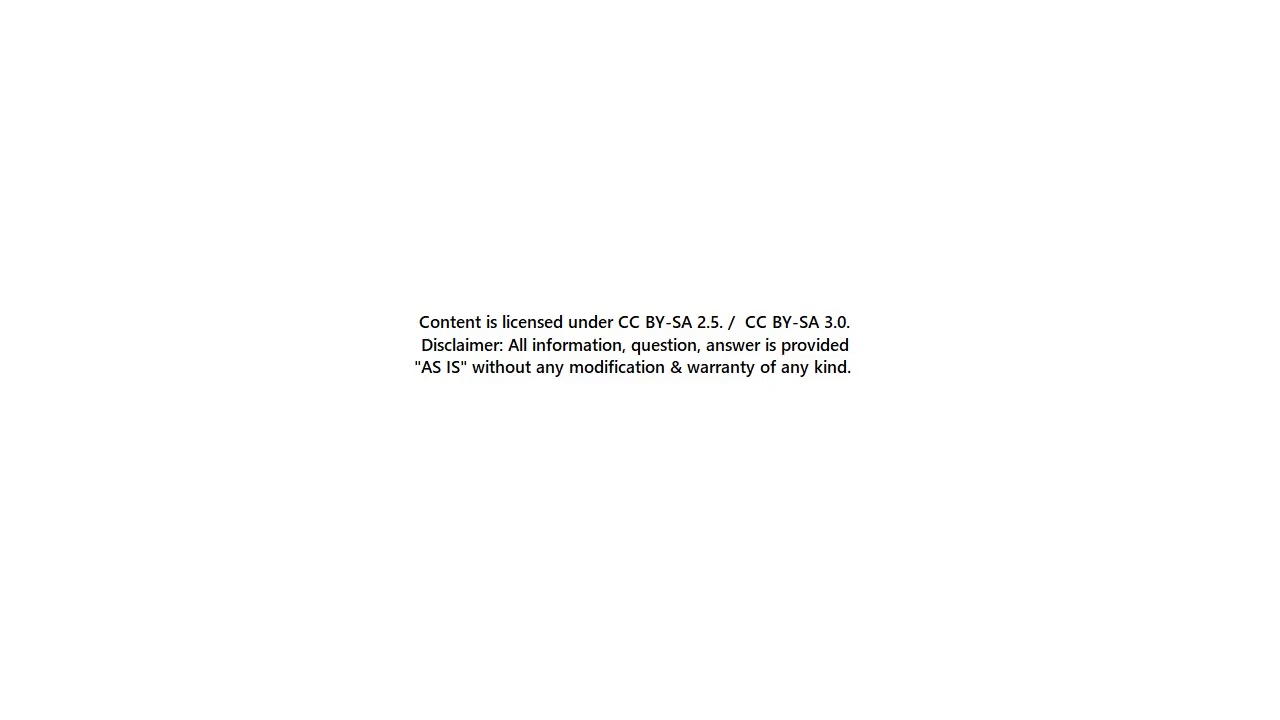 Content is licensed under CC BY-SA 2.5. /  CC BY-SA 3.0.
Disclaimer: All information, question, answer is provided
"AS IS" without any modification & warranty of any kind.